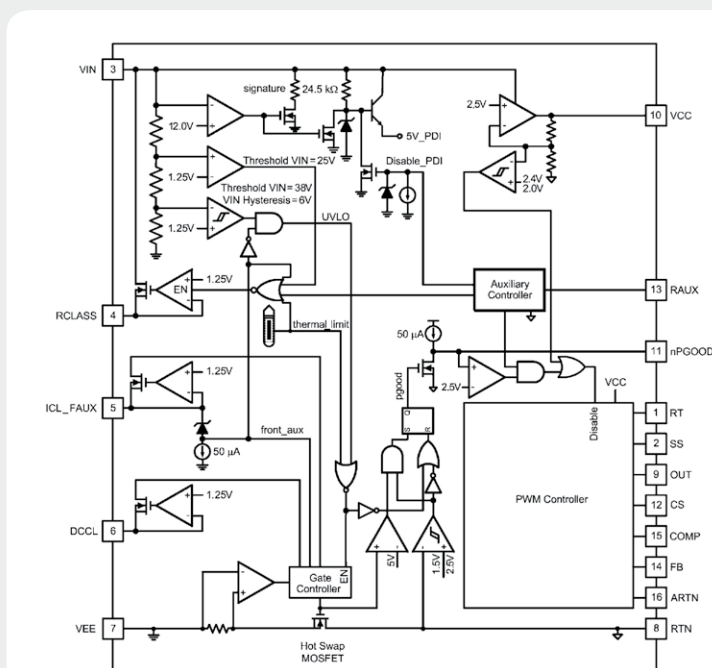 VIN 3
signature
24.5 kΩ
12.0V
5V_PDI
2.5V
10 VCC
Threshold VIN = 25V
Disable_PDI
1.25V
2.4V
2.0V
Threshold VIN = 38V
VIN Hysteresis = 6V
1.25V
UVLO
1.25V
EN
RCLASS 4
Auxiliary
Controller
13 RAUX
thermal_limit
50 µA
11 nPGOOD
1.25V
ICL_FAUX 5
pgood
2.5V
VCC
Disable
front_aux
50 µA
Q
S
R
1 RT
2 SS
9 OUT
PWM Controller
12 CS
15 COMP
14 FB
16 ARTN
1.25V
DCCL 6
5V
1.5V
2.5V
Gate
Controller
EN
VEE 7
8 RTN
Hot Swap
MOSFET